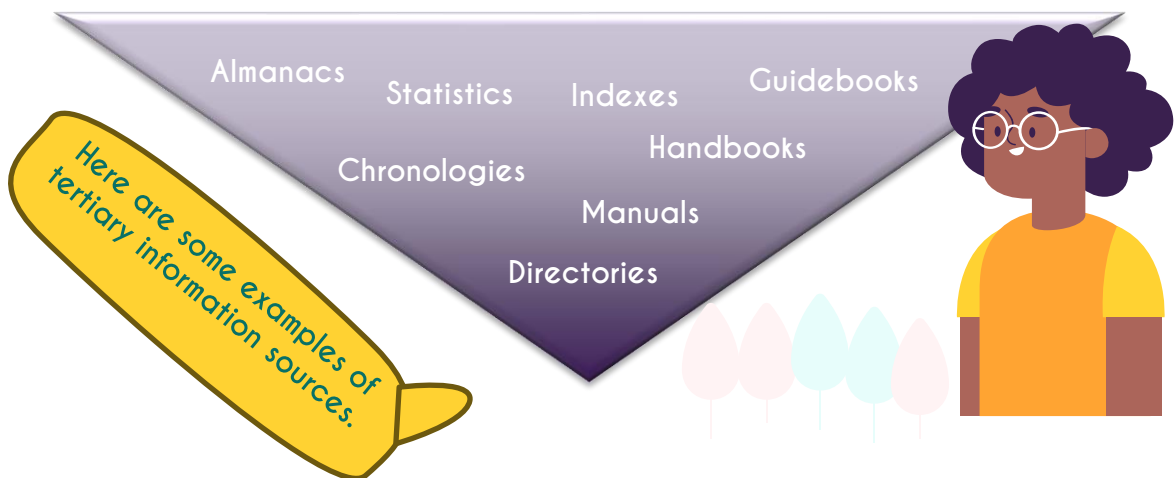 Almanacs
Statistics
Indexes
Guidebooks
Chronologies
Handbooks
Manuals
Directories
Here are some examples of
tertiary information sources.